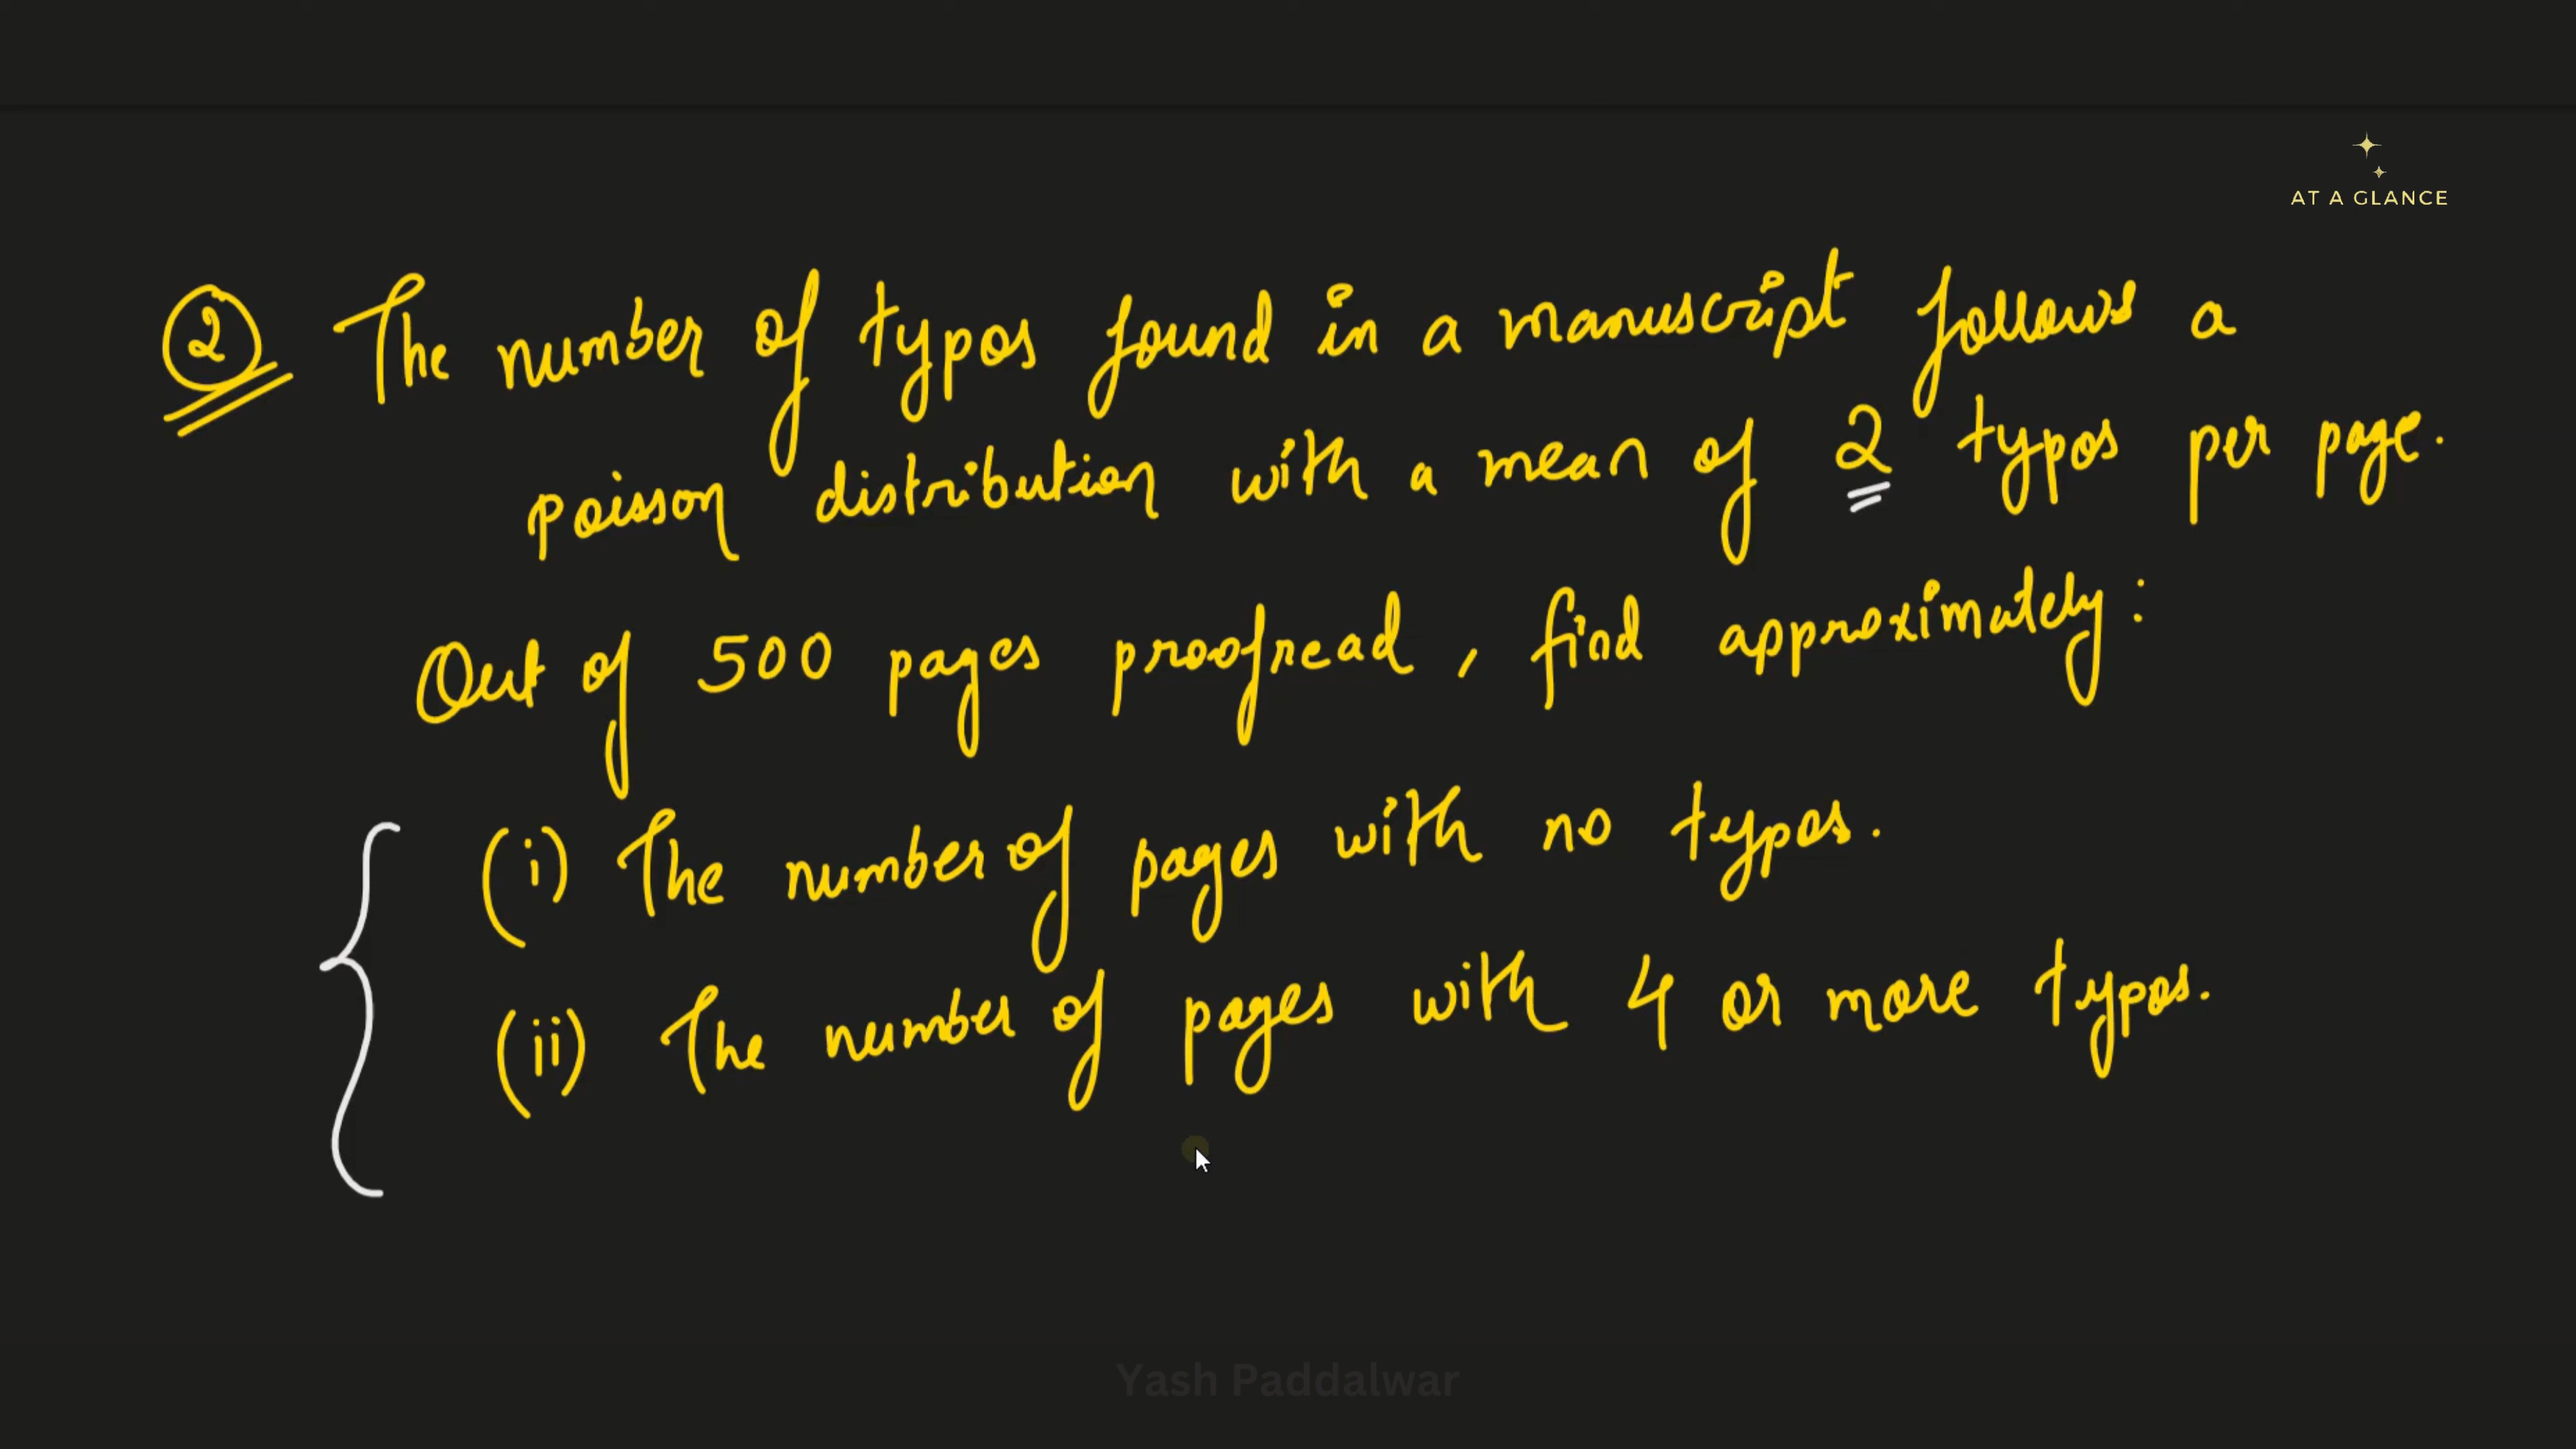 AT A GLANCE
② The number of typos found in a manuscript follows a
poisson distribution with a mean of 2 typos per page.
Out of 500 pages proofread, find approximately:
(i) The number of pages with no typos.
(ii) The number of pages with 4 or more typos.
Yash Paddalwar